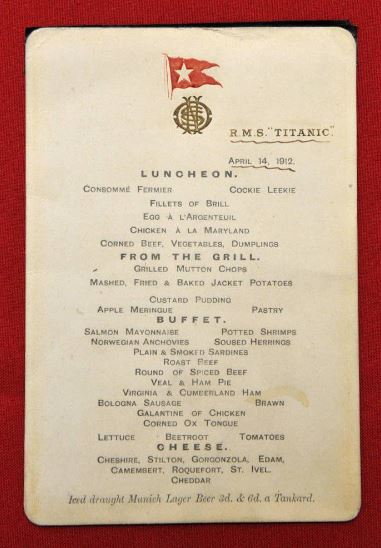 R.M.S. "TITANIC."
APRIL 14, 1912.
LUNCHEON.
CONSOMMÉ FERMIER COCKIE LEEKIE
FILLETS OF BRILL
EGG À L'ARGENTEUIL
CHICKEN À LA MARYLAND
CORNED BEEF, VEGETABLES, DUMPLINGS
FROM THE GRILL.
GRILLED MUTTON CHOPS
MASHED, FRIED & BAKED JACKET POTATOES
CUSTARD PUDDING
APPLE MERINGUE PASTRY
BUFFET.
SALMON MAYONNAISE POTTED SHRIMPS
NORWEGIAN ANCHOVIES SOUSED HERRINGS
PLAIN & SMOKED SARDINES
ROAST BEEF
ROUND OF SPICED BEEF
VEAL & HAM PIE
VIRGINIA & CUMBERLAND HAM
BOLOGNA SAUSAGE BRAWN
GALANTINE OF CHICKEN
CORNED OX TONGUE
LETTUCE BEETROOT TOMATOES
CHEESE.
CHESHIRE, STILTON, GORGONZOLA, EDAM,
CAMEMBERT, ROQUEFORT, ST. IVEL.
CHEDDAR
Iced draught Munich Lager Beer 3d. & 6d. a Tankard.